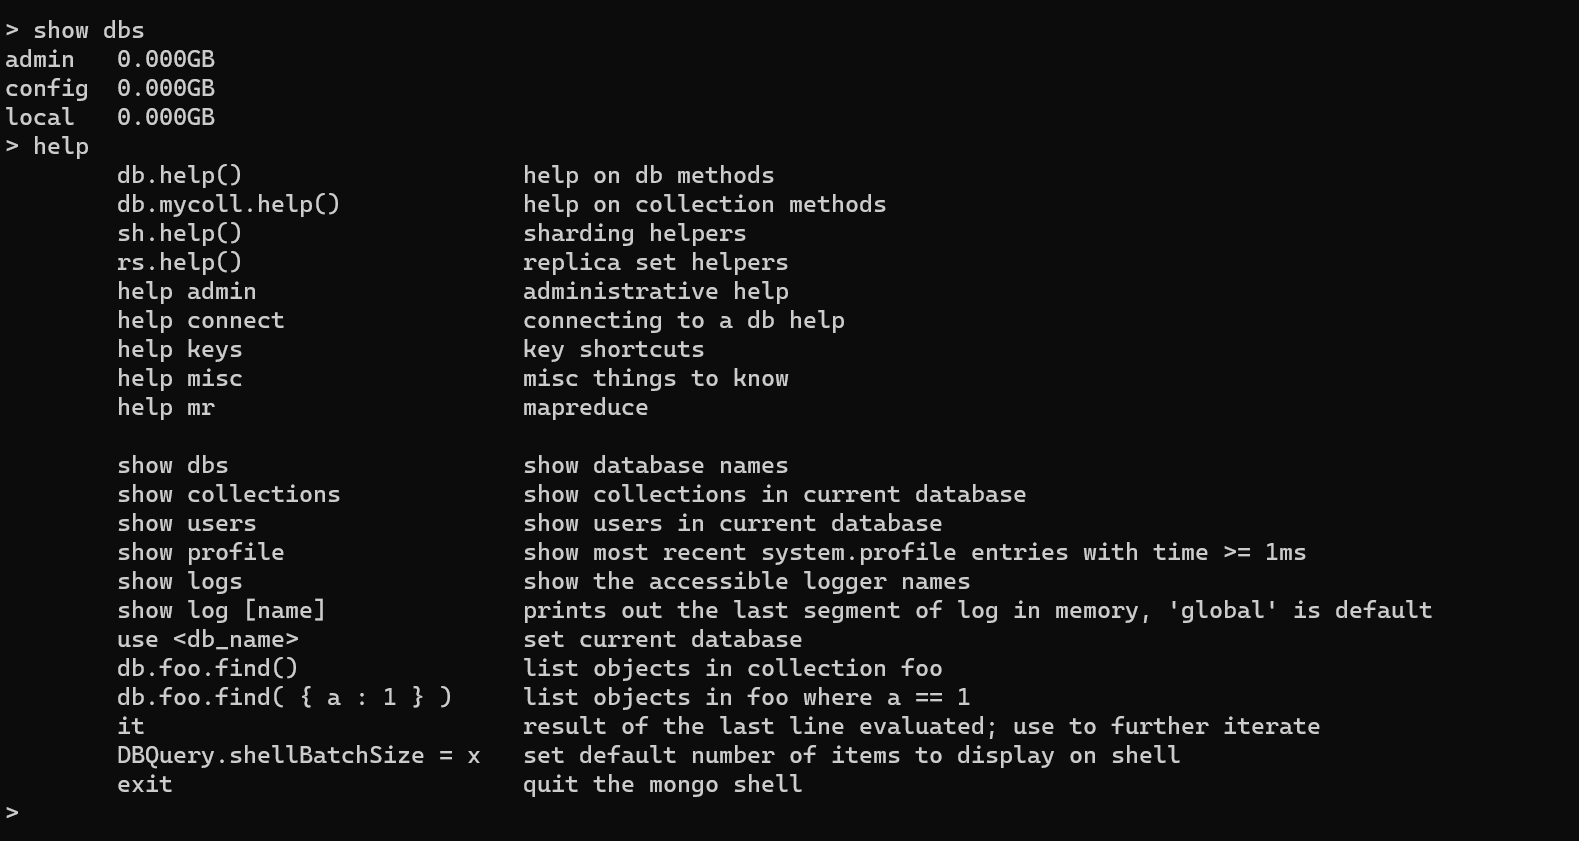 > show dbs
admin   0.000GB
config  0.000GB
local   0.000GB
> help
        db.help()                    help on db methods
        db.mycoll.help()             help on collection methods
        sh.help()                    sharding helpers
        rs.help()                    replica set helpers
        help admin                   administrative help
        help connect                 connecting to a db help
        help keys                    key shortcuts
        help misc                    misc things to know
        help mr                      mapreduce

        show dbs                     show database names
        show collections             show collections in current database
        show users                   show users in current database
        show profile                 show most recent system.profile entries with time >= 1ms
        show logs                    show the accessible logger names
        show log [name]              prints out the last segment of log in memory, 'global' is default
        use <db_name>                set current database
        db.foo.find()                list objects in collection foo
        db.foo.find( { a : 1 } )     list objects in foo where a == 1
        it                           result of the last line evaluated; use to further iterate
        DBQuery.shellBatchSize = x   set default number of items to display on shell
        exit                         quit the mongo shell
>